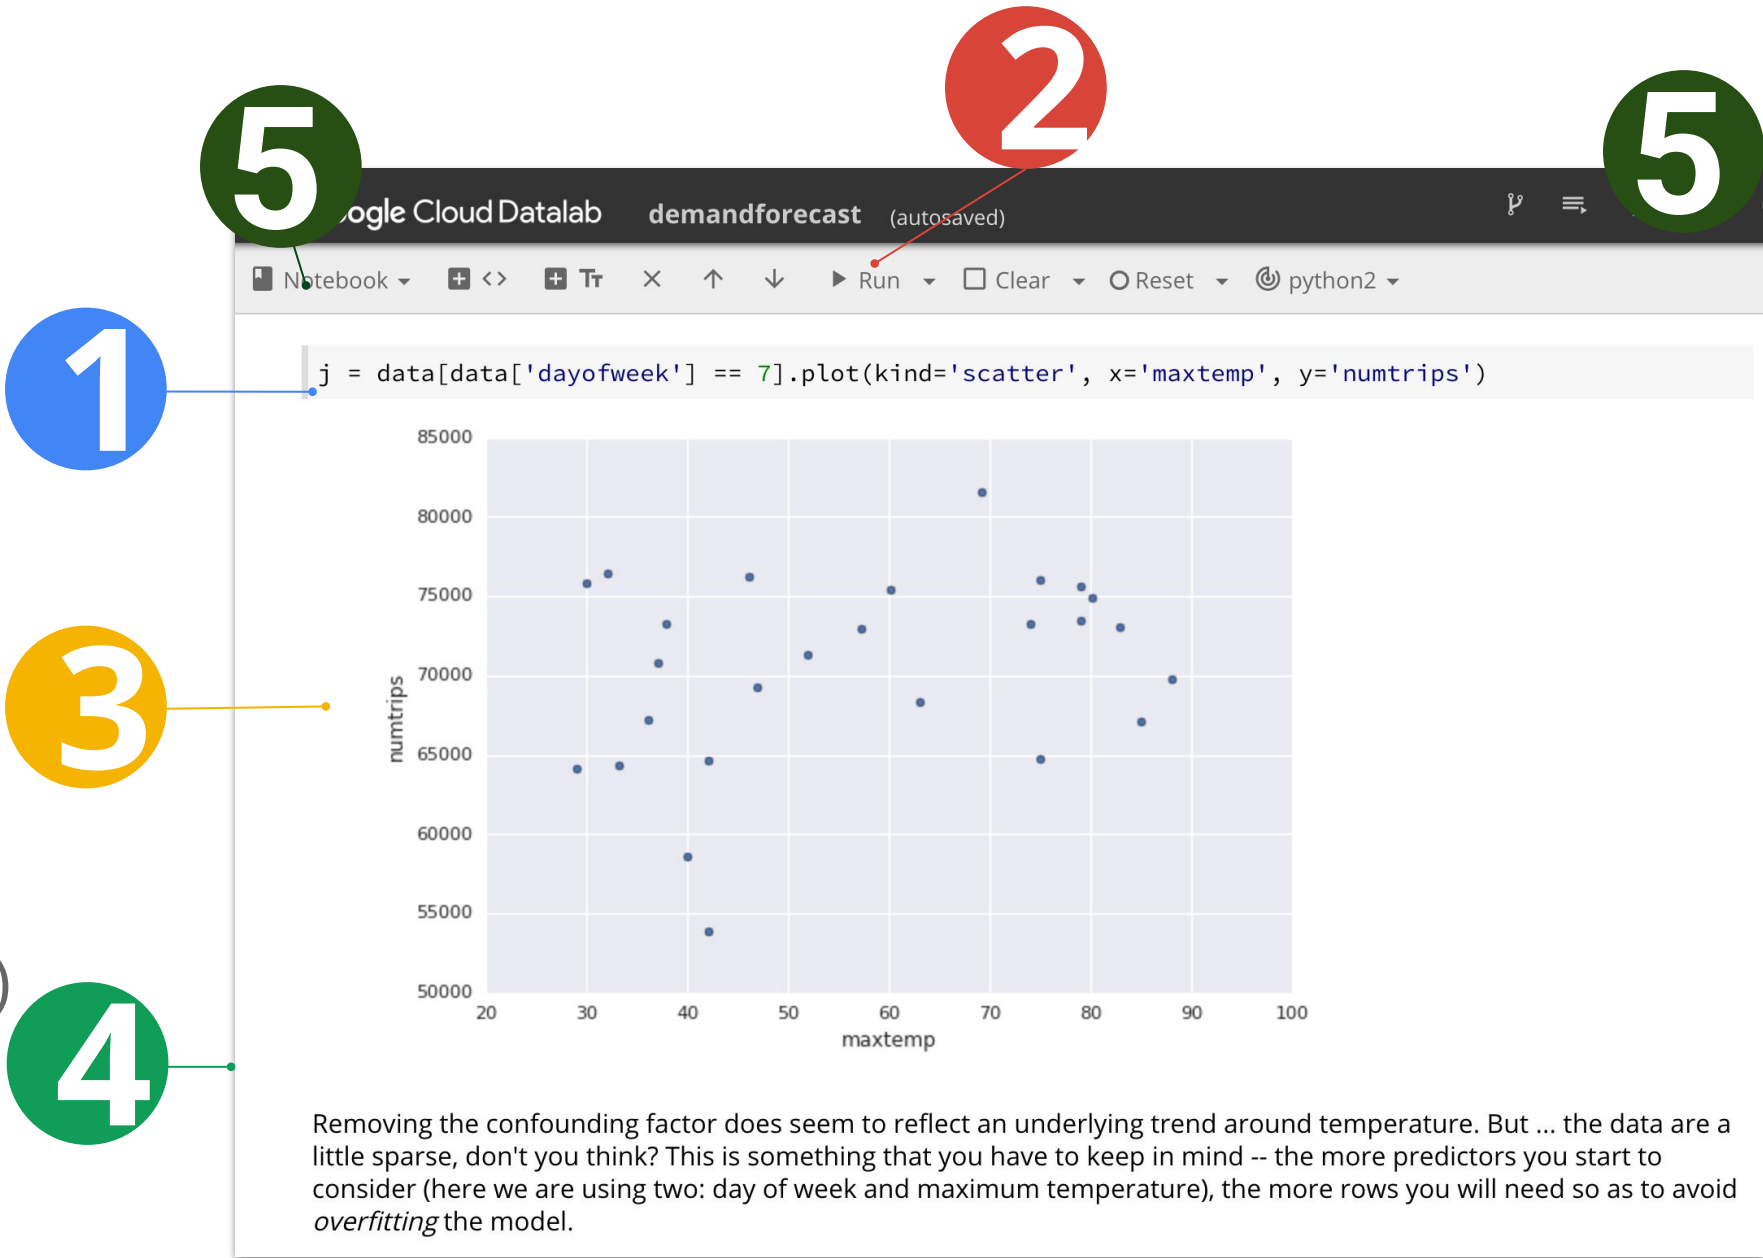 2
5
5
ogle Cloud Datalab demandforecast (autosaved)
Notebook <> Tт Run Clear Reset python2
1
j = data[data['dayofweek'] == 7].plot(kind='scatter', x='maxtemp', y='numtrips')
85000
80000
75000
70000
65000
60000
55000
50000
numtrips
20 30 40 50 60 70 80 90 100
maxtemp
3
4
Removing the confounding factor does seem to reflect an underlying trend around temperature. But ... the data are a
little sparse, don't you think? This is something that you have to keep in mind -- the more predictors you start to
consider (here we are using two: day of week and maximum temperature), the more rows you will need so as to avoid
overfitting the model.